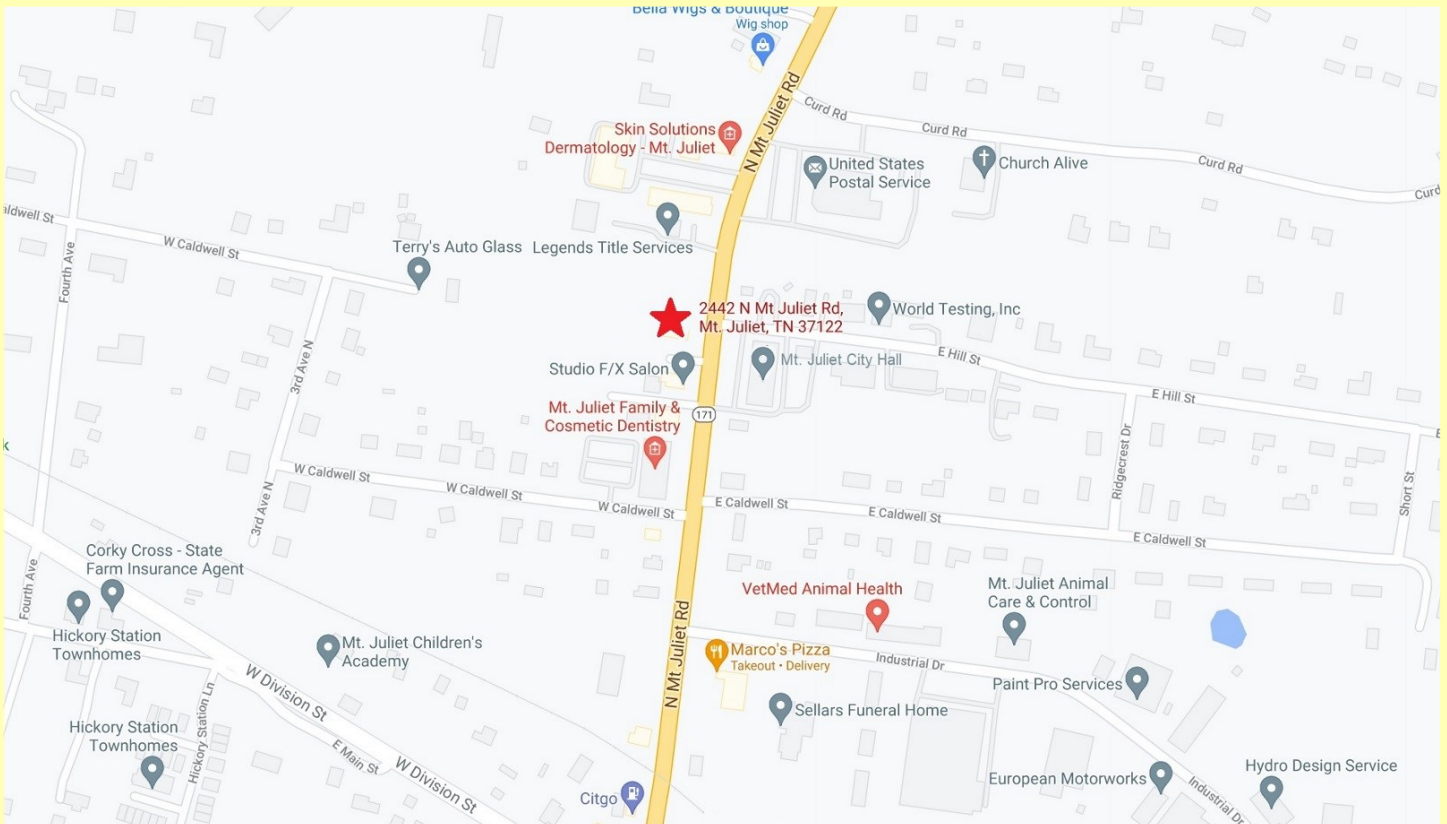 Bella Wigs & Boutique
Wig shop
N Mt Juliet Rd
Curd Rd
Curd Rd
Curd Rd
Curd
Skin Solutions
Dermatology - Mt. Juliet
United States
Postal Service
Church Alive
aldwell St
W Caldwell St
Fourth Ave
Terry's Auto Glass
Legends Title Services
2442 N Mt Juliet Rd,
Mt. Juliet, TN 37122
World Testing, Inc
E Hill St
Studio F/X Salon
Mt. Juliet City Hall
3rd Ave N
E Hill St
E
Mt. Juliet Family &
Cosmetic Dentistry
171
k
Ridgecrest Dr
Short St
W Caldwell St
W Caldwell St
W Caldwell St
E Caldwell St
E Caldwell St
E Caldwell St
3rd Ave N
Corky Cross - State
Farm Insurance Agent
Fourth Ave
VetMed Animal Health
Mt. Juliet Animal
Care & Control
Hickory Station
Townhomes
Mt. Juliet Children's
Academy
N Mt Juliet Rd
Marco's Pizza
Takeout • Delivery
Industrial Dr
Paint Pro Services
W Division St
Hickory Station Ln
Sellars Funeral Home
Hickory Station
Townhomes
E Main St
W Division St
European Motorworks
Hydro Design Service
Industrial Dr
Citgo